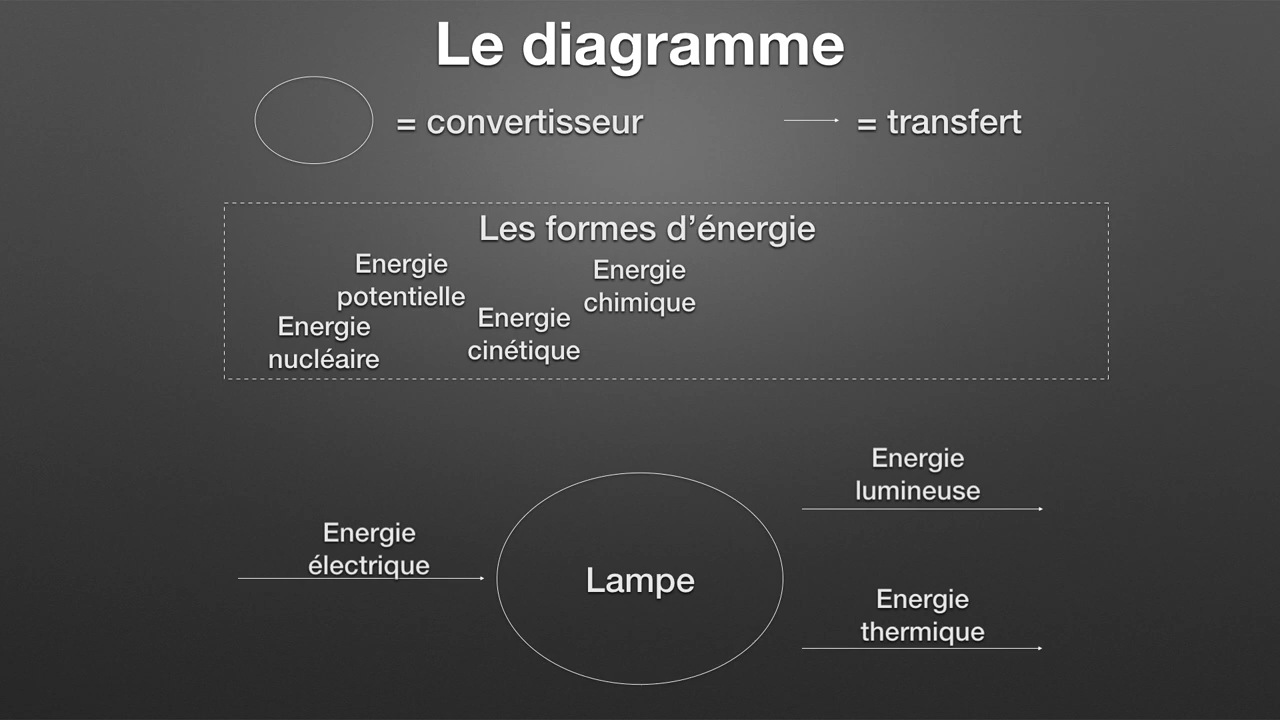 Le diagramme
= convertisseur
= transfert
Les formes d’énergie
Energie
potentielle
Energie
chimique
Energie
nucléaire
Energie
cinétique
Energie
électrique
Lampe
Energie
lumineuse
Energie
thermique